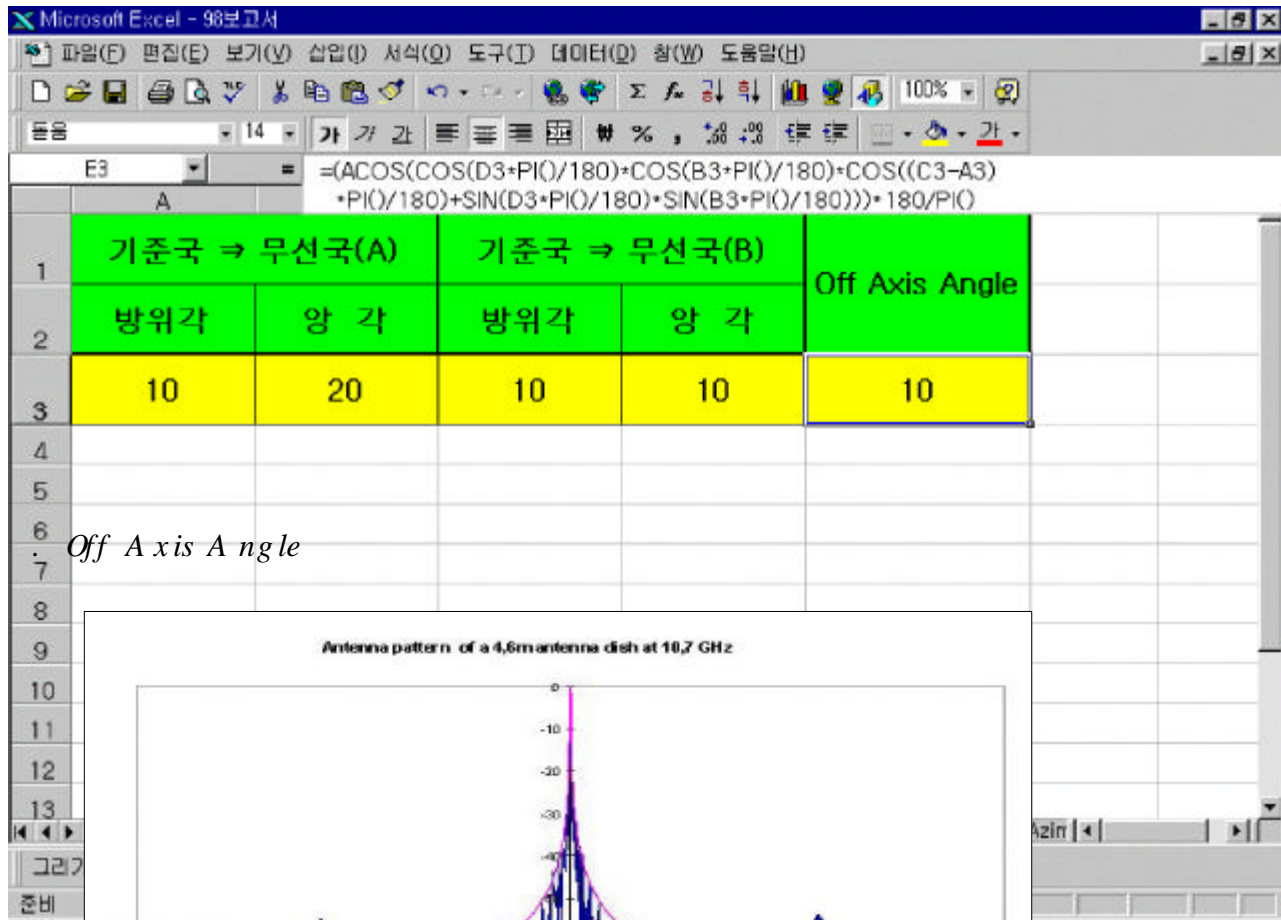 Microsoft Excel - 98보고서
파일(F) 편집(E) 보기(V) 삽입(I) 서식(O) 도구(T) 데이터(D) 창(W) 도움말(H)
100%
돋움 14 가 가 가 % , 가
E3 = =(ACOS(COS(D3*PI()/180)*COS(B3*PI()/180)*COS((C3-A3)
*PI()/180)+SIN(D3*PI()/180)*SIN(B3*PI()/180)))*180/PI()
A
1 기준국 ⇒ 무선국(A) 기준국 ⇒ 무선국(B) Off Axis Angle
2 방위각 앙 각 방위각 앙 각
3 10 20 10 10 10
4
5
6
. Off Axis Angle
7
8
9
Antenna pattern of a 4,6m antenna dish at 10,7 GHz
10
0
11
-10
12
-20
13
-30
-40
준비